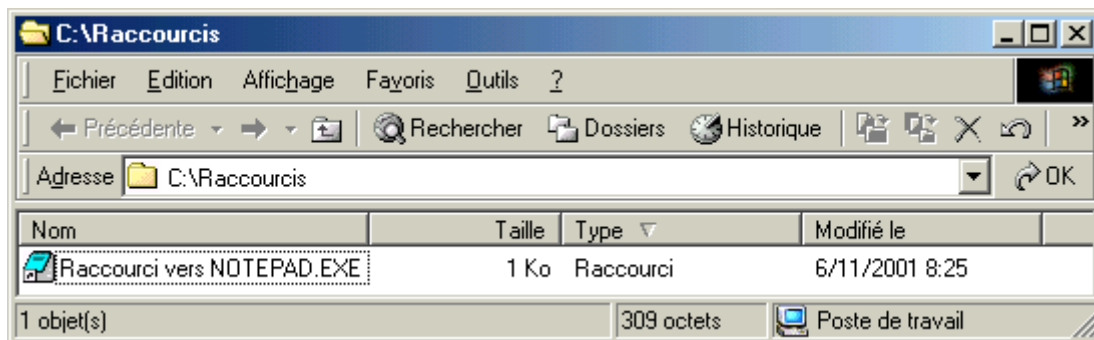 C:\Raccourcis
Fichier Edition Affichage Favoris Outils ?
Précédente Rechercher Dossiers Historique »
Adresse C:\Raccourcis OK
Nom Taille Type Modifié le
Raccourci vers NOTEPAD.EXE 1 Ko Raccourci 6/11/2001 8:25
1 objet(s) 309 octets Poste de travail